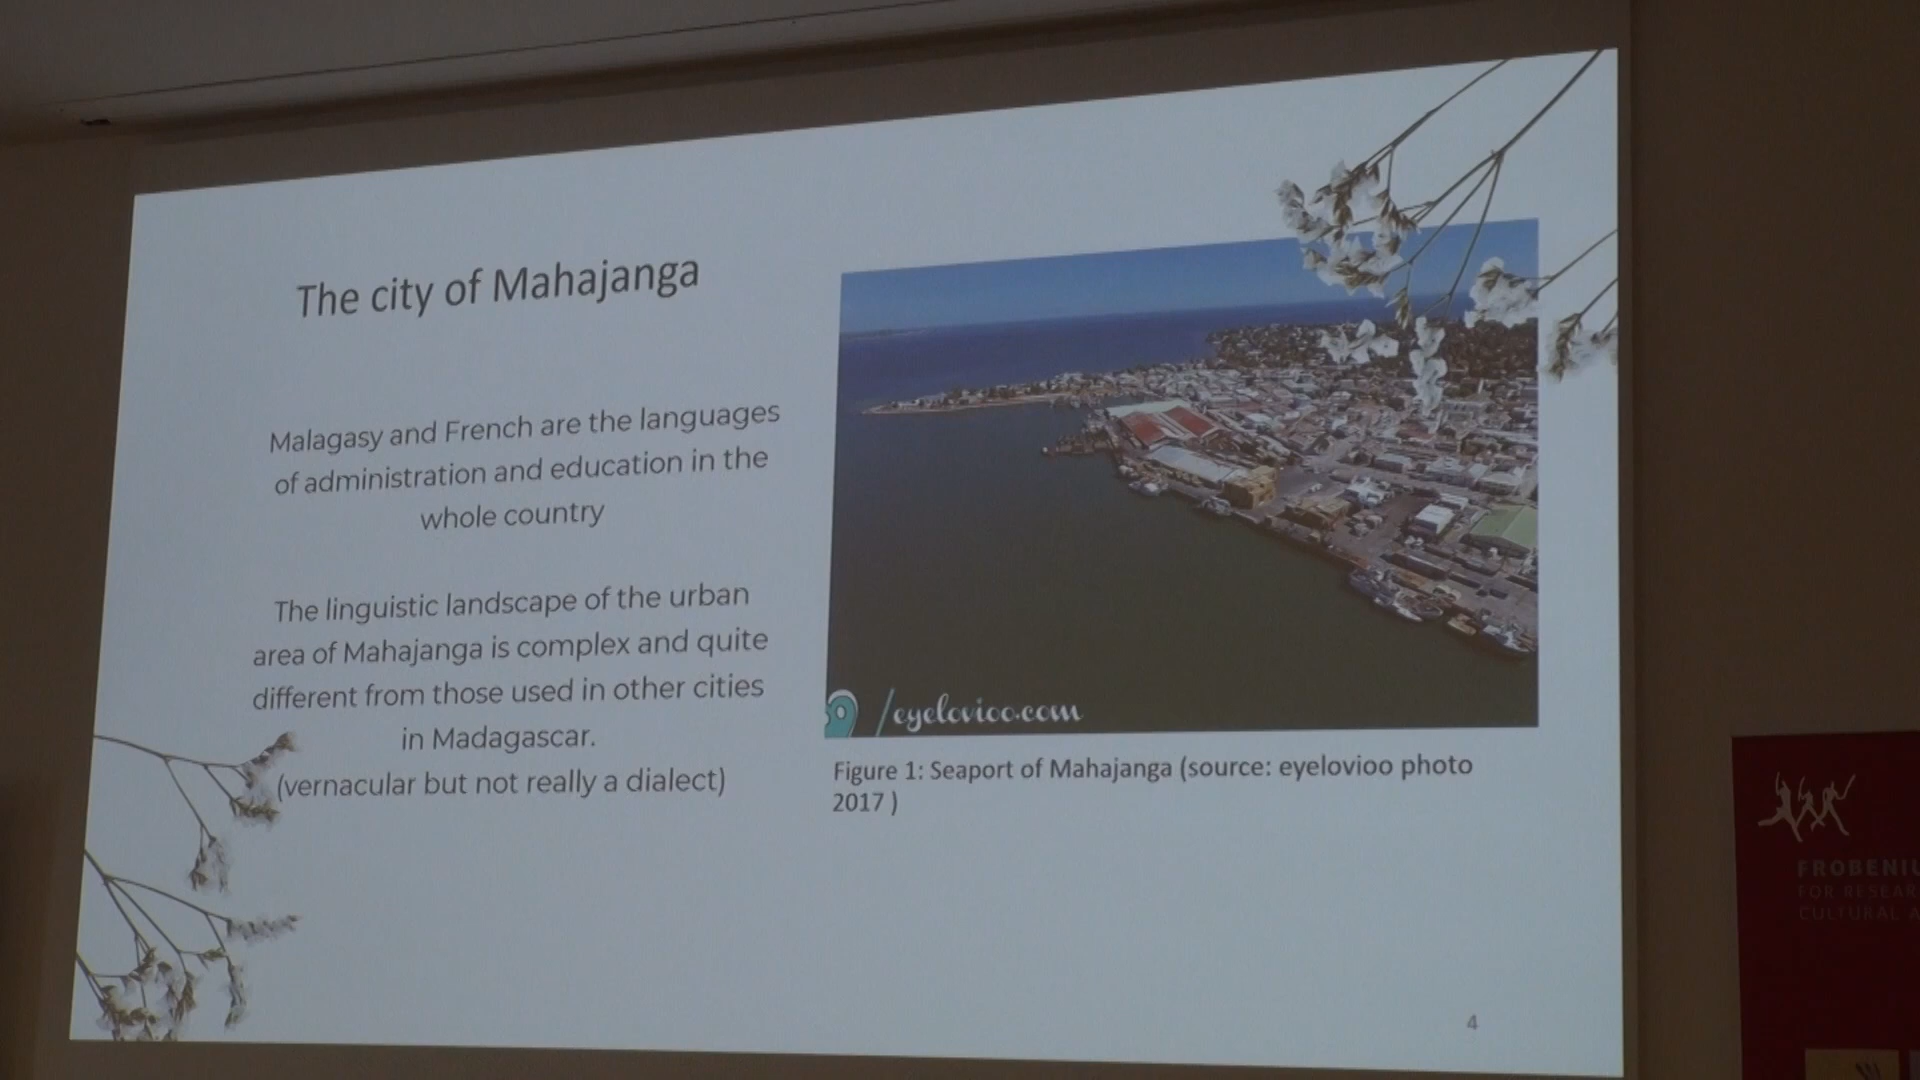 The city of Mahajanga
Malagasy and French are the languages
of administration and education in the
whole country
The linguistic landscape of the urban
area of Mahajanga is complex and quite
different from those used in other cities
in Madagascar.
(vernacular but not really a dialect)
/eyelovioo.com
Figure 1: Seaport of Mahajanga (source: eyelovioo photo
2017 )
4
FOR
CULTURAL